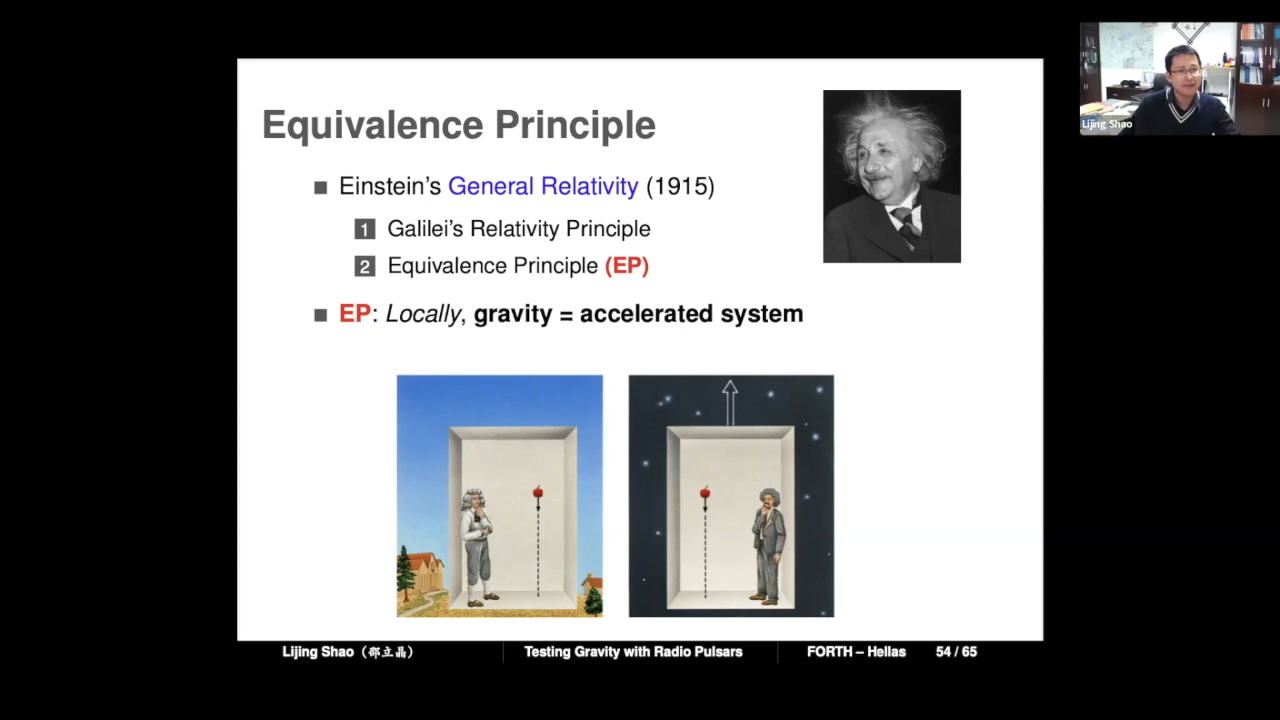 Equivalence Principle
Einstein's General Relativity (1915)
1 Galilei's Relativity Principle
2 Equivalence Principle (EP)
EP: Locally, gravity = accelerated system
Lijing Shao (邵立晶) Testing Gravity with Radio Pulsars FORTH – Hellas 54 / 65
Lijing Shao